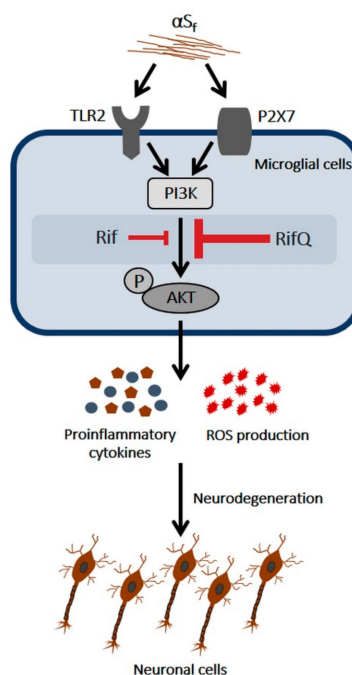 αSf
TLR2
P2X7
Microglial cells
PI3K
Rif
RifQ
P
AKT
Proinflammatory
cytokines
ROS production
Neurodegeneration
Neuronal cells